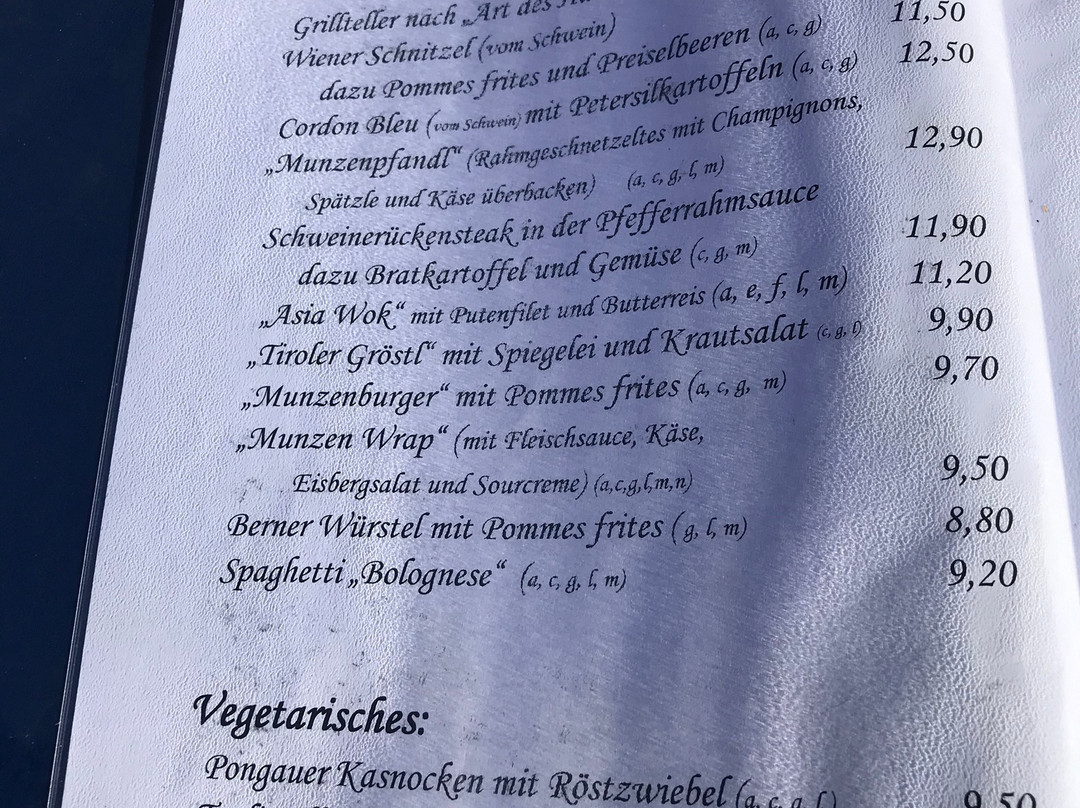 Grillteller nach „Art des
Wiener Schnitzel (vom Schwein)
dazu Pommes frites und Preiselbeeren (a, c, g) 11,50
Cordon Bleu (vom Schwein) mit Petersilkartoffeln (a, c, g) 12,50
„Munzenpfandl“ (Rahmgeschnetzeltes mit Champignons,
Spätzle und Käse überbacken) (a, c, g, l, m) 12,90
Schweinerückensteak in der Pfefferrahmsauce
dazu Bratkartoffel und Gemüse (c, g, m) 11,90
„Asia Wok“ mit Putenfilet und Butterreis (a, e, f, l, m) 11,20
„Tiroler Gröstl“ mit Spiegelei und Krautsalat (c, g, l) 9,90
„Munzenburger“ mit Pommes frites (a, c, g, m) 9,70
„Munzen Wrap“ (mit Fleischsauce, Käse,
Eisbergsalat und Sourcreme) (a,c,g,l,m,n) 9,50
Berner Würstel mit Pommes frites ( g, l, m) 8,80
Spaghetti „Bolognese“ (a, c, g, l, m) 9,20
Vegetarisches:
Pongauer Kasnocken mit Röstzwiebel (a, c, g, l) 9,50